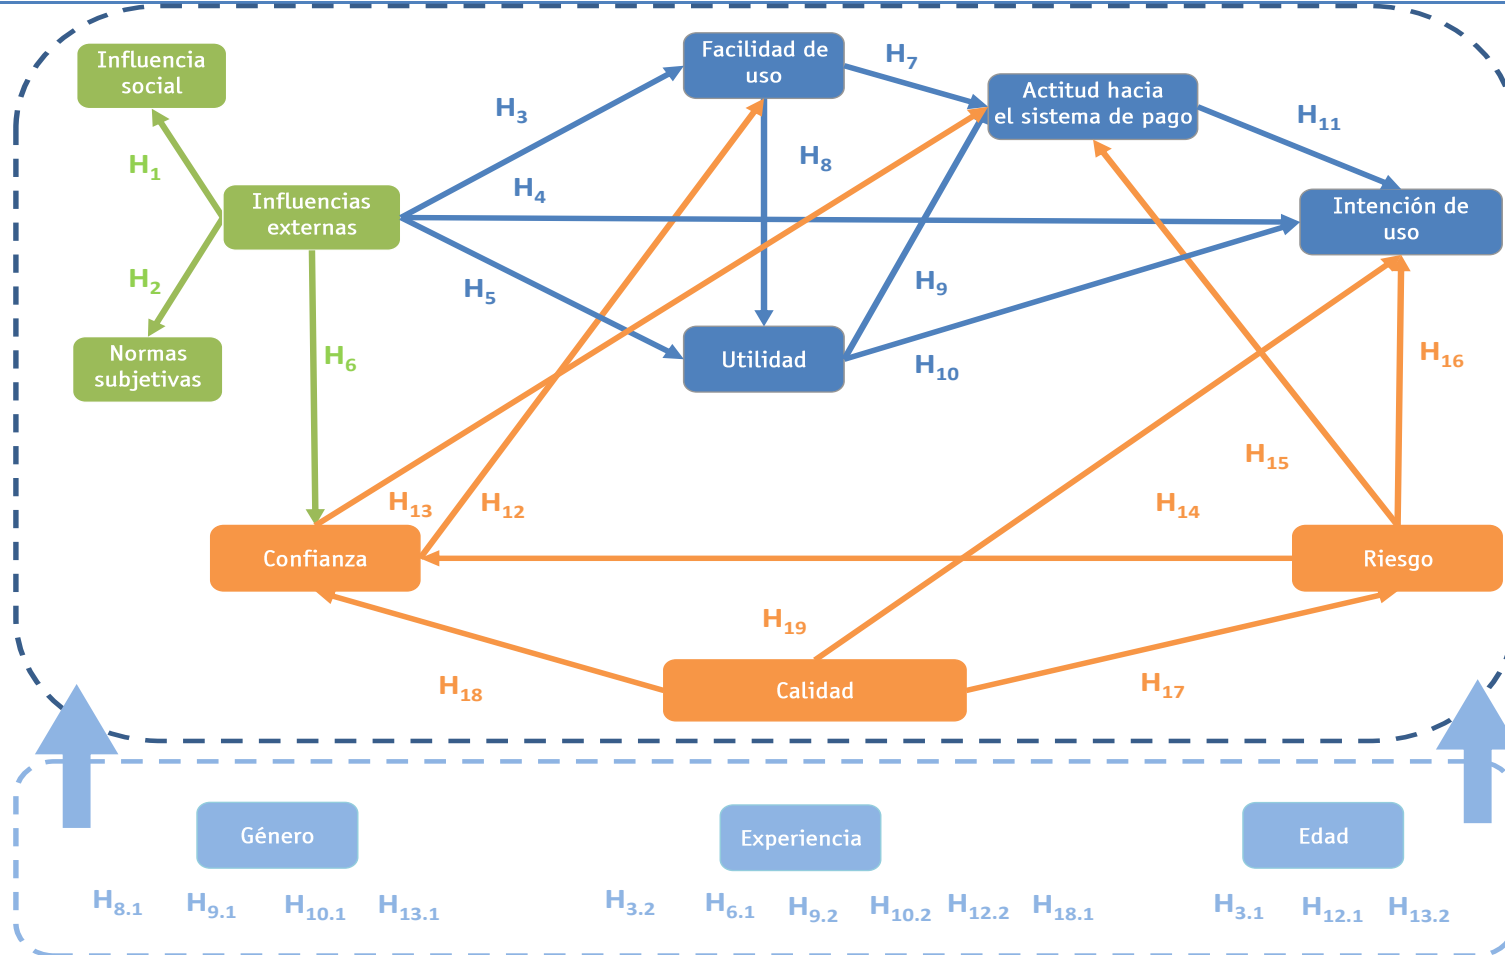 Influencia
social
Facilidad de
uso
H7
Actitud hacia
el sistema de pago
H3
H11
H1
H8
H4
Influencias
externas
Intención de
uso
H2
H5
H9
Normas
subjetivas
H6
Utilidad
H10
H16
H15
H13
H12
H14
Confianza
Riesgo
H19
H18
Calidad
H17
Género
Experiencia
Edad
H8.1
H9.1
H10.1
H13.1
H3.2
H6.1
H9.2
H10.2
H12.2
H18.1
H3.1
H12.1
H13.2